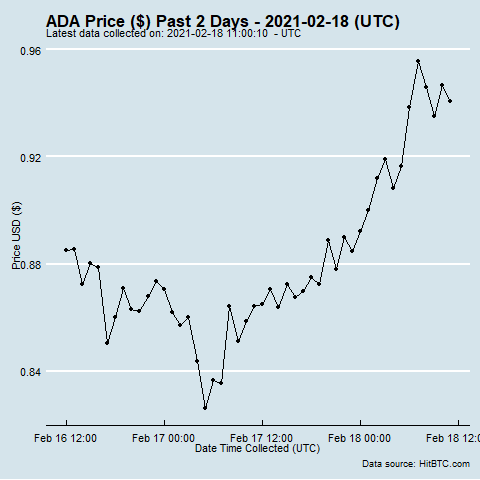 ADA Price ($) Past 2 Days - 2021-02-18 (UTC)
Latest data collected on: 2021-02-18 11:00:10  - UTC
0.96
0.92
0.88
0.84
Price USD ($)
Feb 16 12:00 Feb 17 00:00 Feb 17 12:00 Feb 18 00:00 Feb 18 12:00
Date Time Collected (UTC)
Data source: HitBTC.com